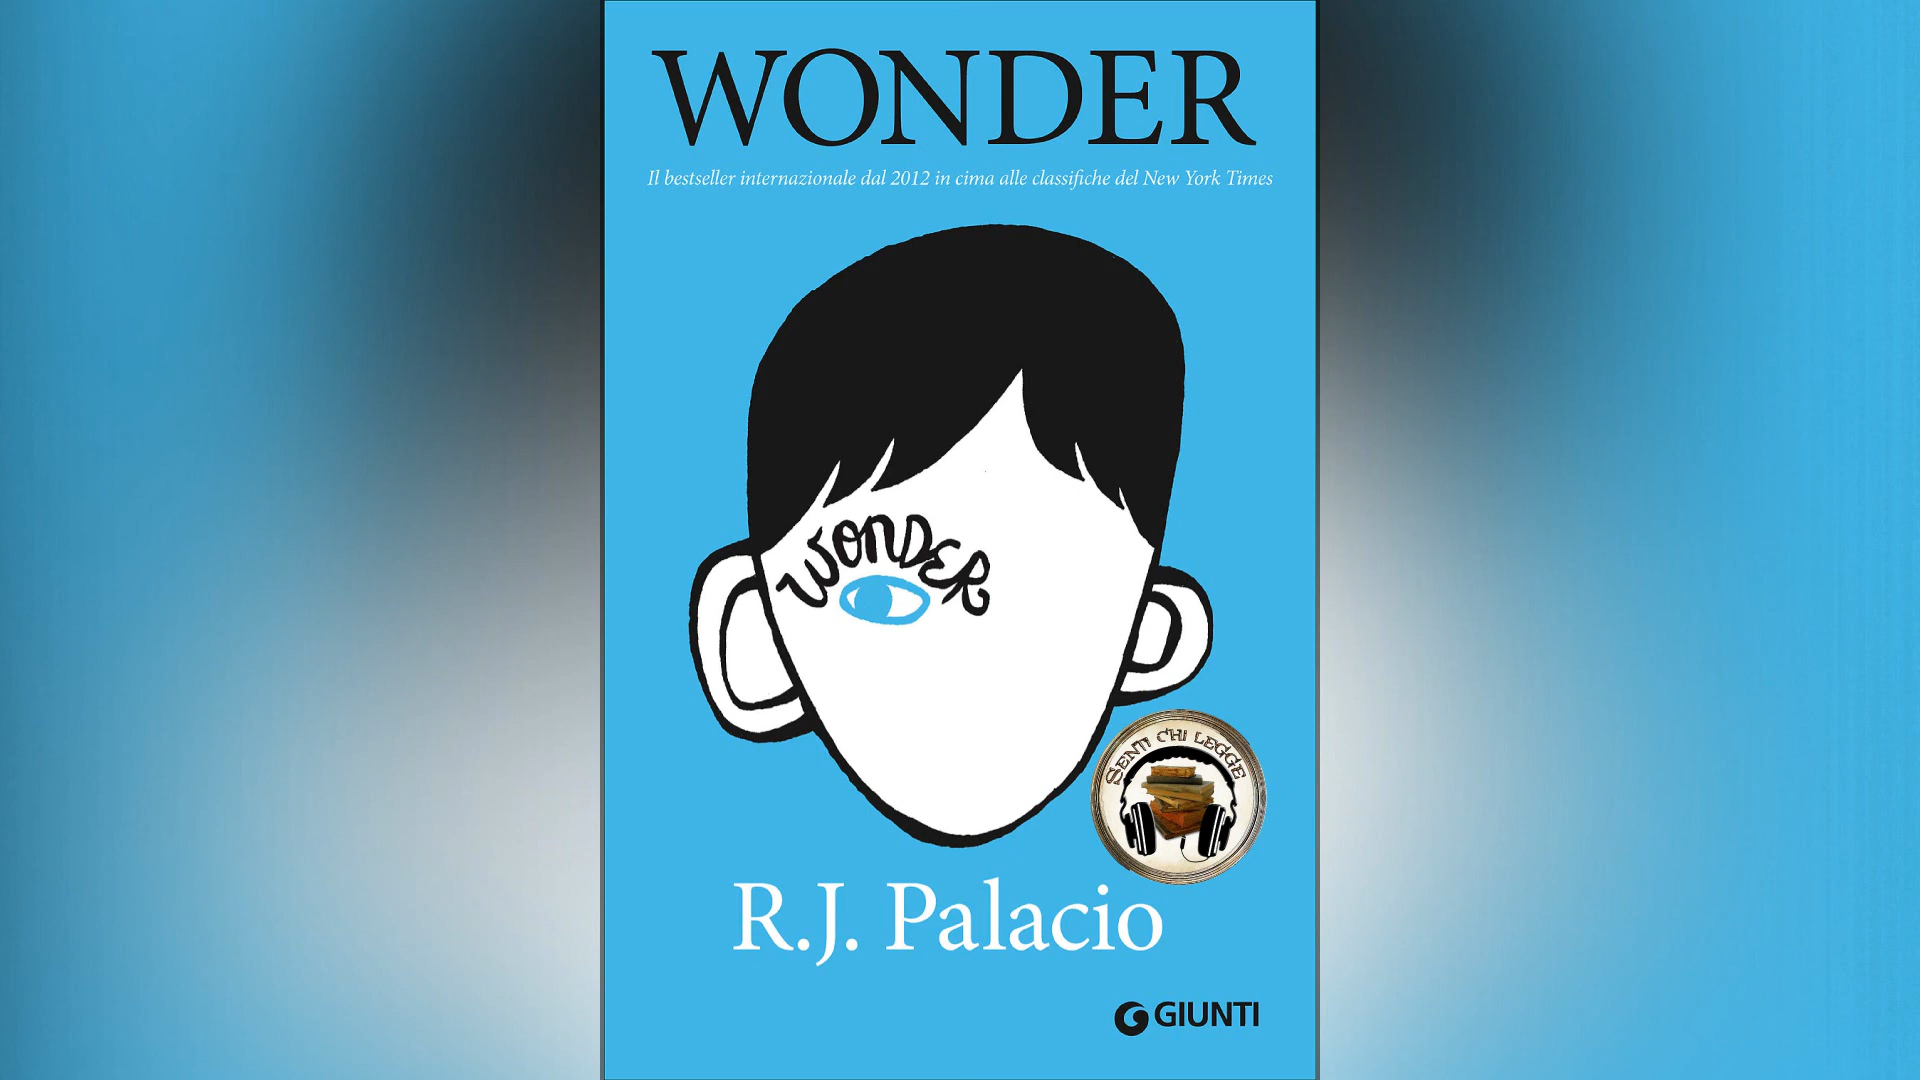 WONDER
Il bestseller internazionale dal 2012 in cima alle classifiche del New York Times
WONDER
SENTI CHI LEGGE
R.J. Palacio
GIUNTI